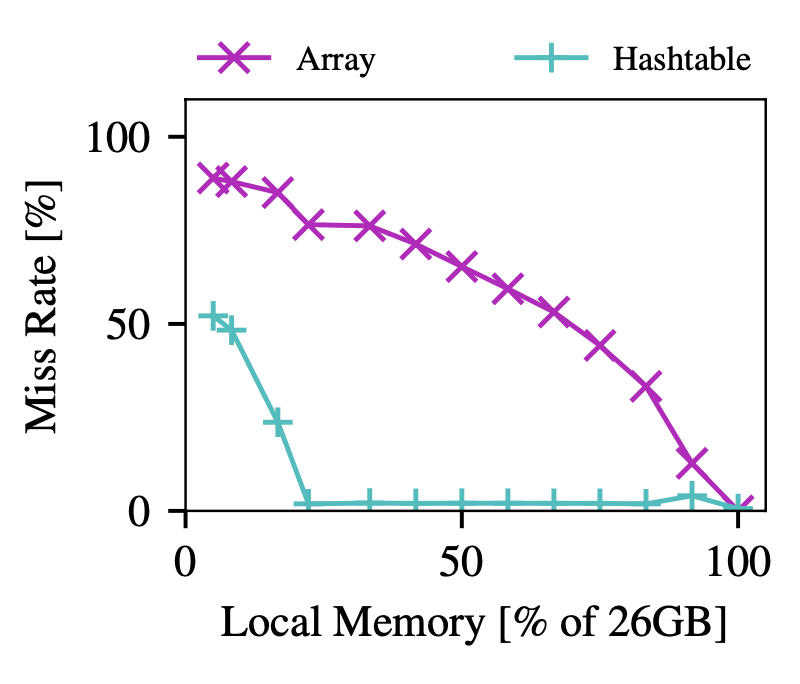 Array Hashtable
100
50
0
Miss Rate [%]
0 50 100
Local Memory [% of 26GB]